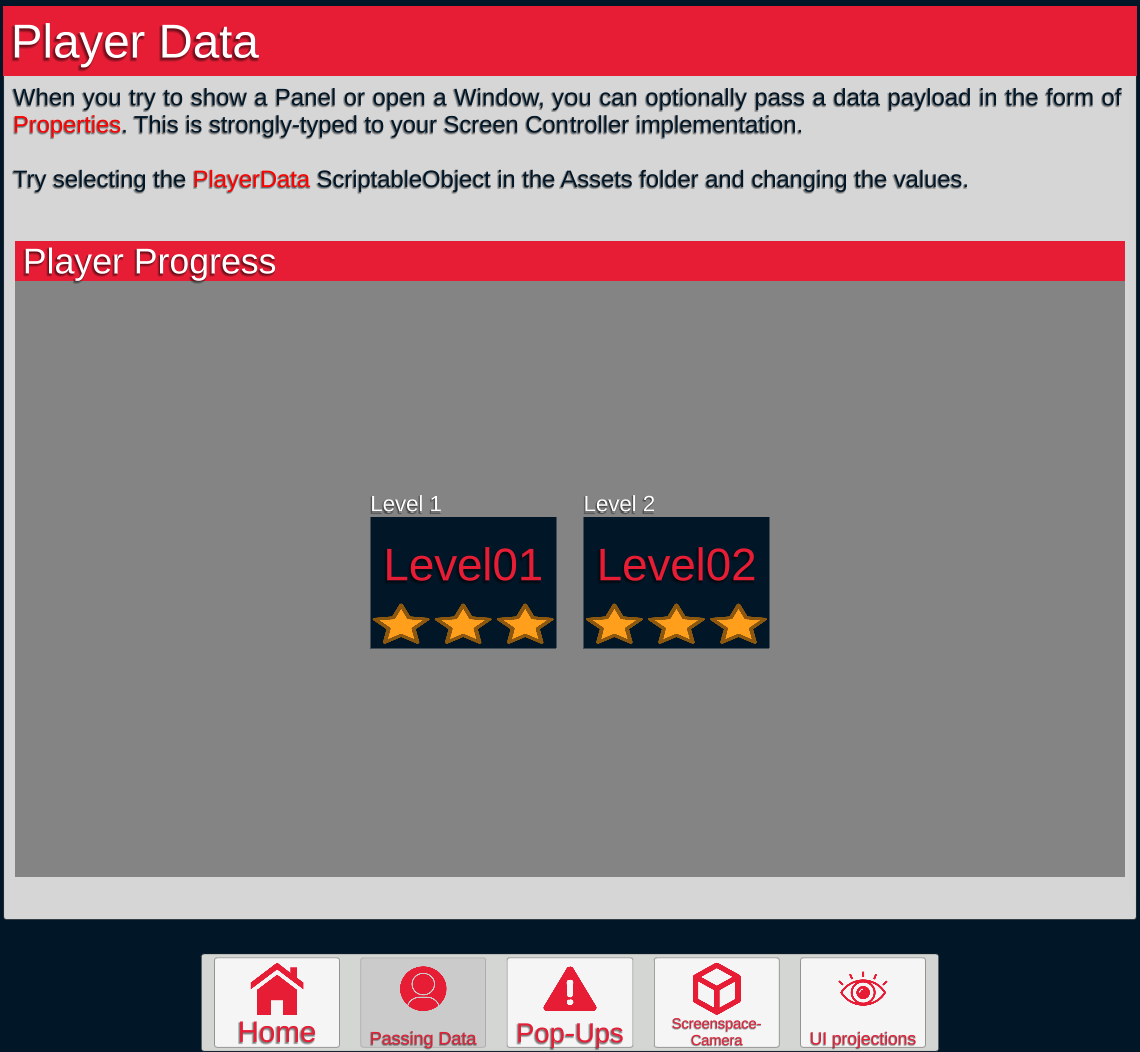 Player Data
When you try to show a Panel or open a Window, you can optionally pass a data payload in the form of
Properties. This is strongly-typed to your Screen Controller implementation.
Try selecting the PlayerData ScriptableObject in the Assets folder and changing the values.
Player Progress
Level 1
Level 2
Level01
Level02
Home
Passing Data
Pop-Ups
Screenspace-
Camera
UI projections